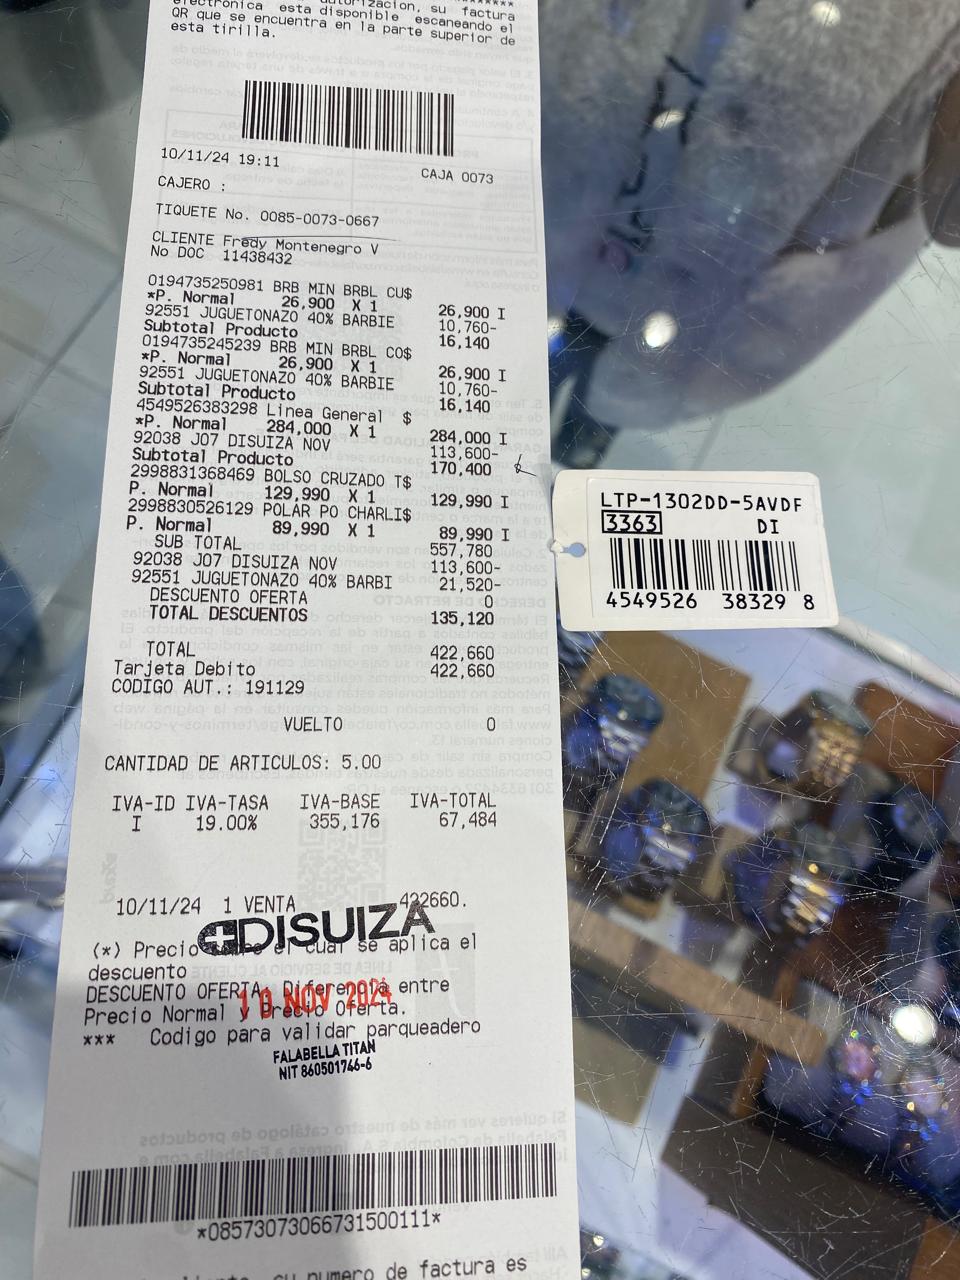 autorizacion, su factura
electronica esta disponible escaneando el
QR que se encuentra en la parte superior de
esta tirilla.
10/11/24 19:11 CAJA 0073
CAJERO :
TIQUETE No. 0085-0073-0667
CLIENTE Fredy Montenegro V
No DOC 11438432
0194735250981 BRB MIN BRBL CU$
*P. Normal 26,900 X 1 26,900 I
92551 JUGUETONAZO 40% BARBIE 10,760-
Subtotal Producto 16,140
0194735245239 BRB MIN BRBL CO$
*P. Normal 26,900 X 1 26,900 I
92551 JUGUETONAZO 40% BARBIE 10,760-
Subtotal Producto 16,140
4549526383298 Linea General $
*P. Normal 284,000 X 1 284,000 I
92038 J07 DISUIZA NOV 113,600-
Subtotal Producto 170,400
2998831368469 BOLSO CRUZADO T$
P. Normal 129,990 X 1 129,990 I
2998830526129 POLAR PO CHARLI$
P. Normal 89,990 X 1 89,990 I
SUB TOTAL 557,780
92038 J07 DISUIZA NOV 113,600-
92551 JUGUETONAZO 40% BARBI 21,520-
DESCUENTO OFERTA 0
TOTAL DESCUENTOS 135,120
TOTAL 422,660
Tarjeta Debito 422,660
CODIGO AUT.: 191129
VUELTO 0
CANTIDAD DE ARTICULOS: 5.00
IVA-ID IVA-TASA IVA-BASE IVA-TOTAL
I 19.00% 355,176 67,484
10/11/24 1 VENTA 422660.
DISUIZA
(*) Precio el cual se aplica el
descuento
DESCUENTO OFERTA: Diferencia entre
10 NOV 2024
Precio Normal y Precio Oferta.
*** Codigo para validar parqueadero
FALABELLA TITAN
NIT 860501746-6
*08573073066731500111*
su numero de factura es
LTP-1302DD-5AVDF
3363 DI
4549526 38329 8